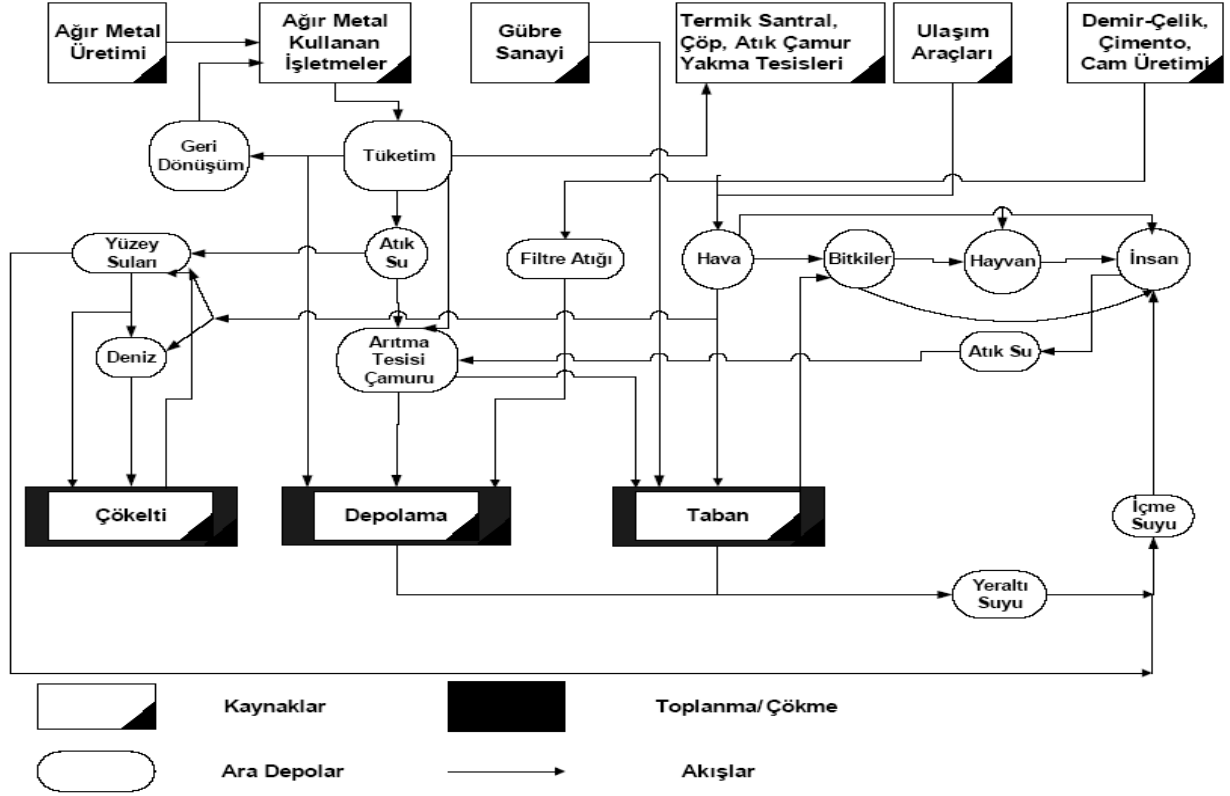 Ağır Metal
Üretimi
Ağır Metal
Kullanan
İşletmeler
Gübre
Sanayi
Termik Santral,
Çöp, Atık Çamur
Yakma Tesisleri
Ulaşım
Araçları
Demir-Çelik,
Çimento,
Cam Üretimi
Geri
Dönüşüm
Tüketim
Yüzey
Suları
Atık
Su
Filtre Atığı
Hava
Bitkiler
Hayvan
İnsan
Deniz
Arıtma
Tesisi
Çamuru
Atık Su
Çökelti
Depolama
Taban
İçme
Suyu
Yeraltı
Suyu
Kaynaklar
Toplanma/Çökme
Ara Depolar
Akışlar